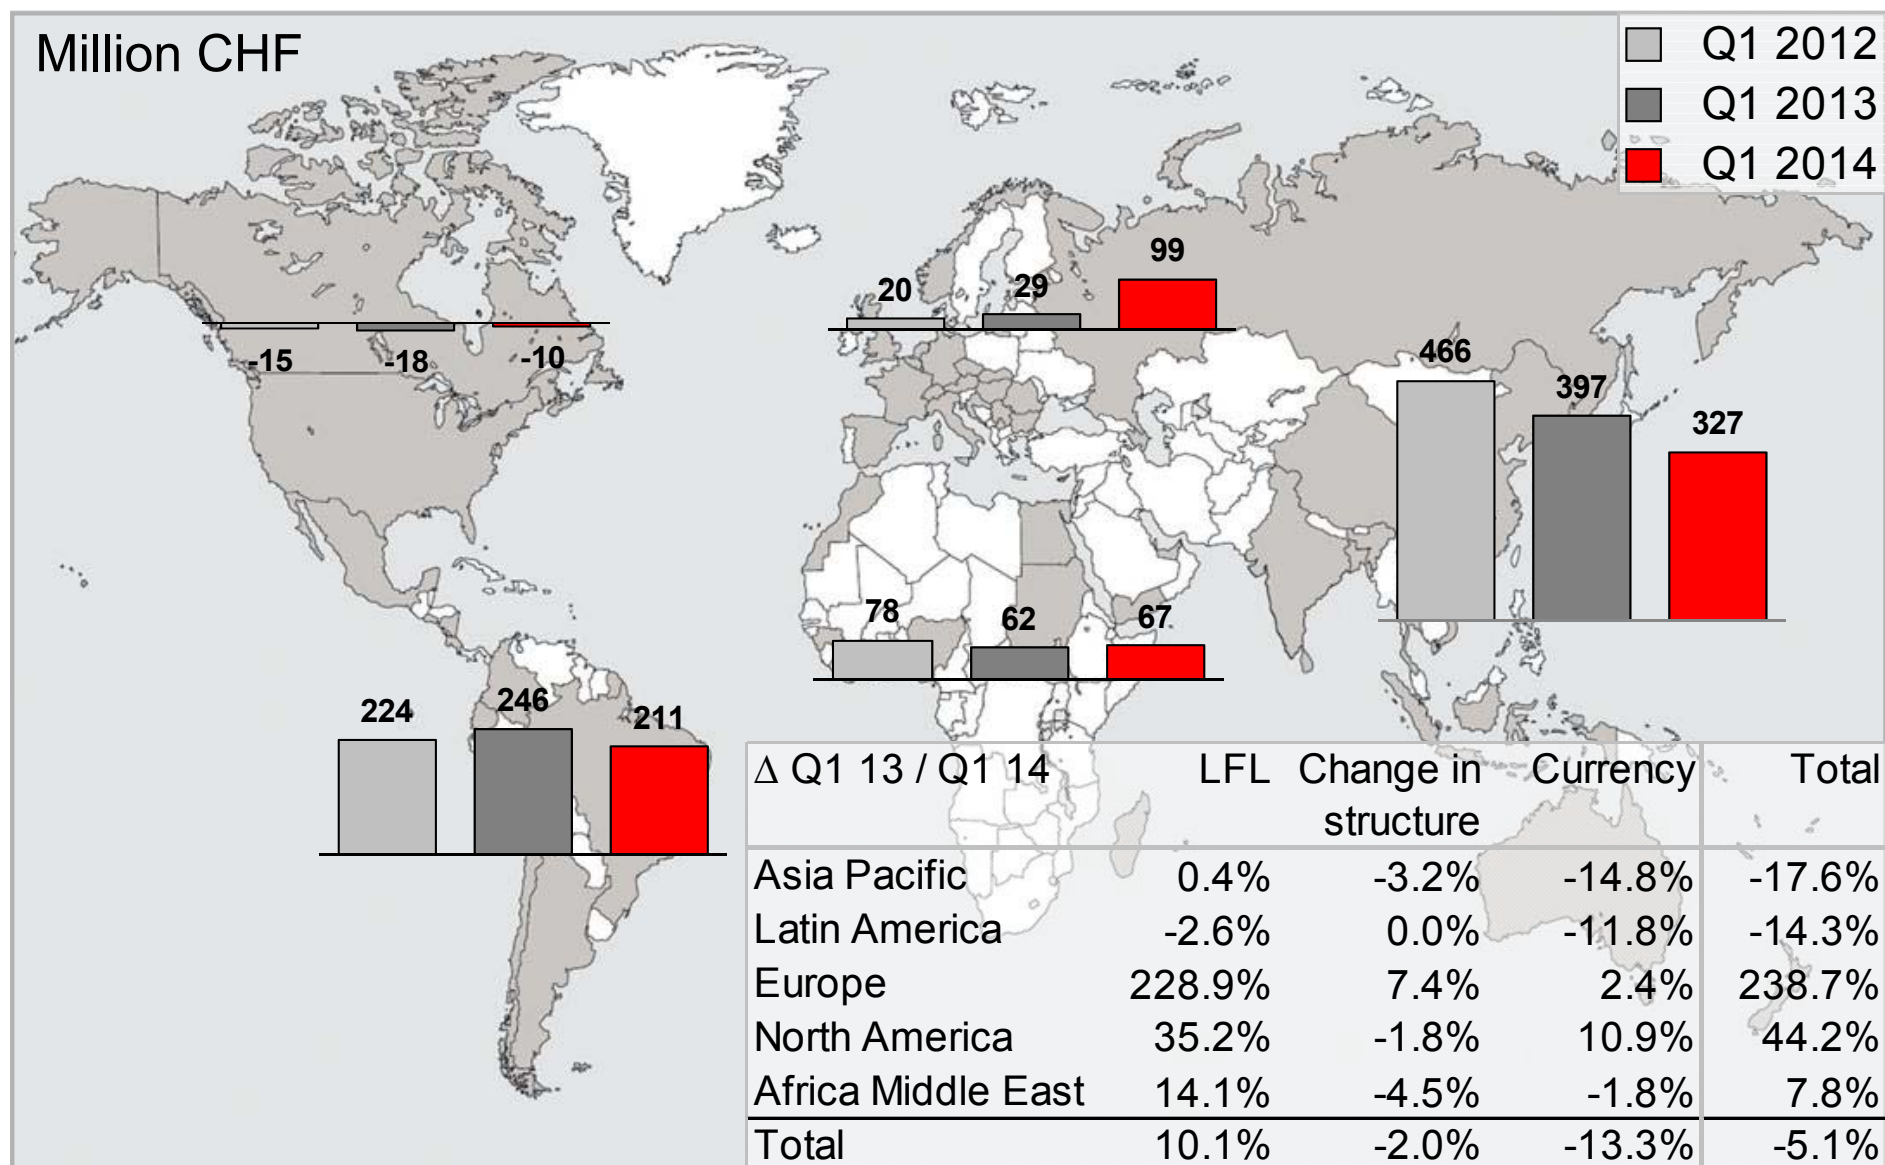 Million CHF
Q1 2012
Q1 2013
Q1 2014
-15 -18 -10
20 29 99
466 397 327
78 62 67
224 246 211
Δ Q1 13 / Q1 14 LFL Change in structure Currency Total
Asia Pacific 0.4% -3.2% -14.8% -17.6%
Latin America -2.6% 0.0% -11.8% -14.3%
Europe 228.9% 7.4% 2.4% 238.7%
North America 35.2% -1.8% 10.9% 44.2%
Africa Middle East 14.1% -4.5% -1.8% 7.8%
Total 10.1% -2.0% -13.3% -5.1%